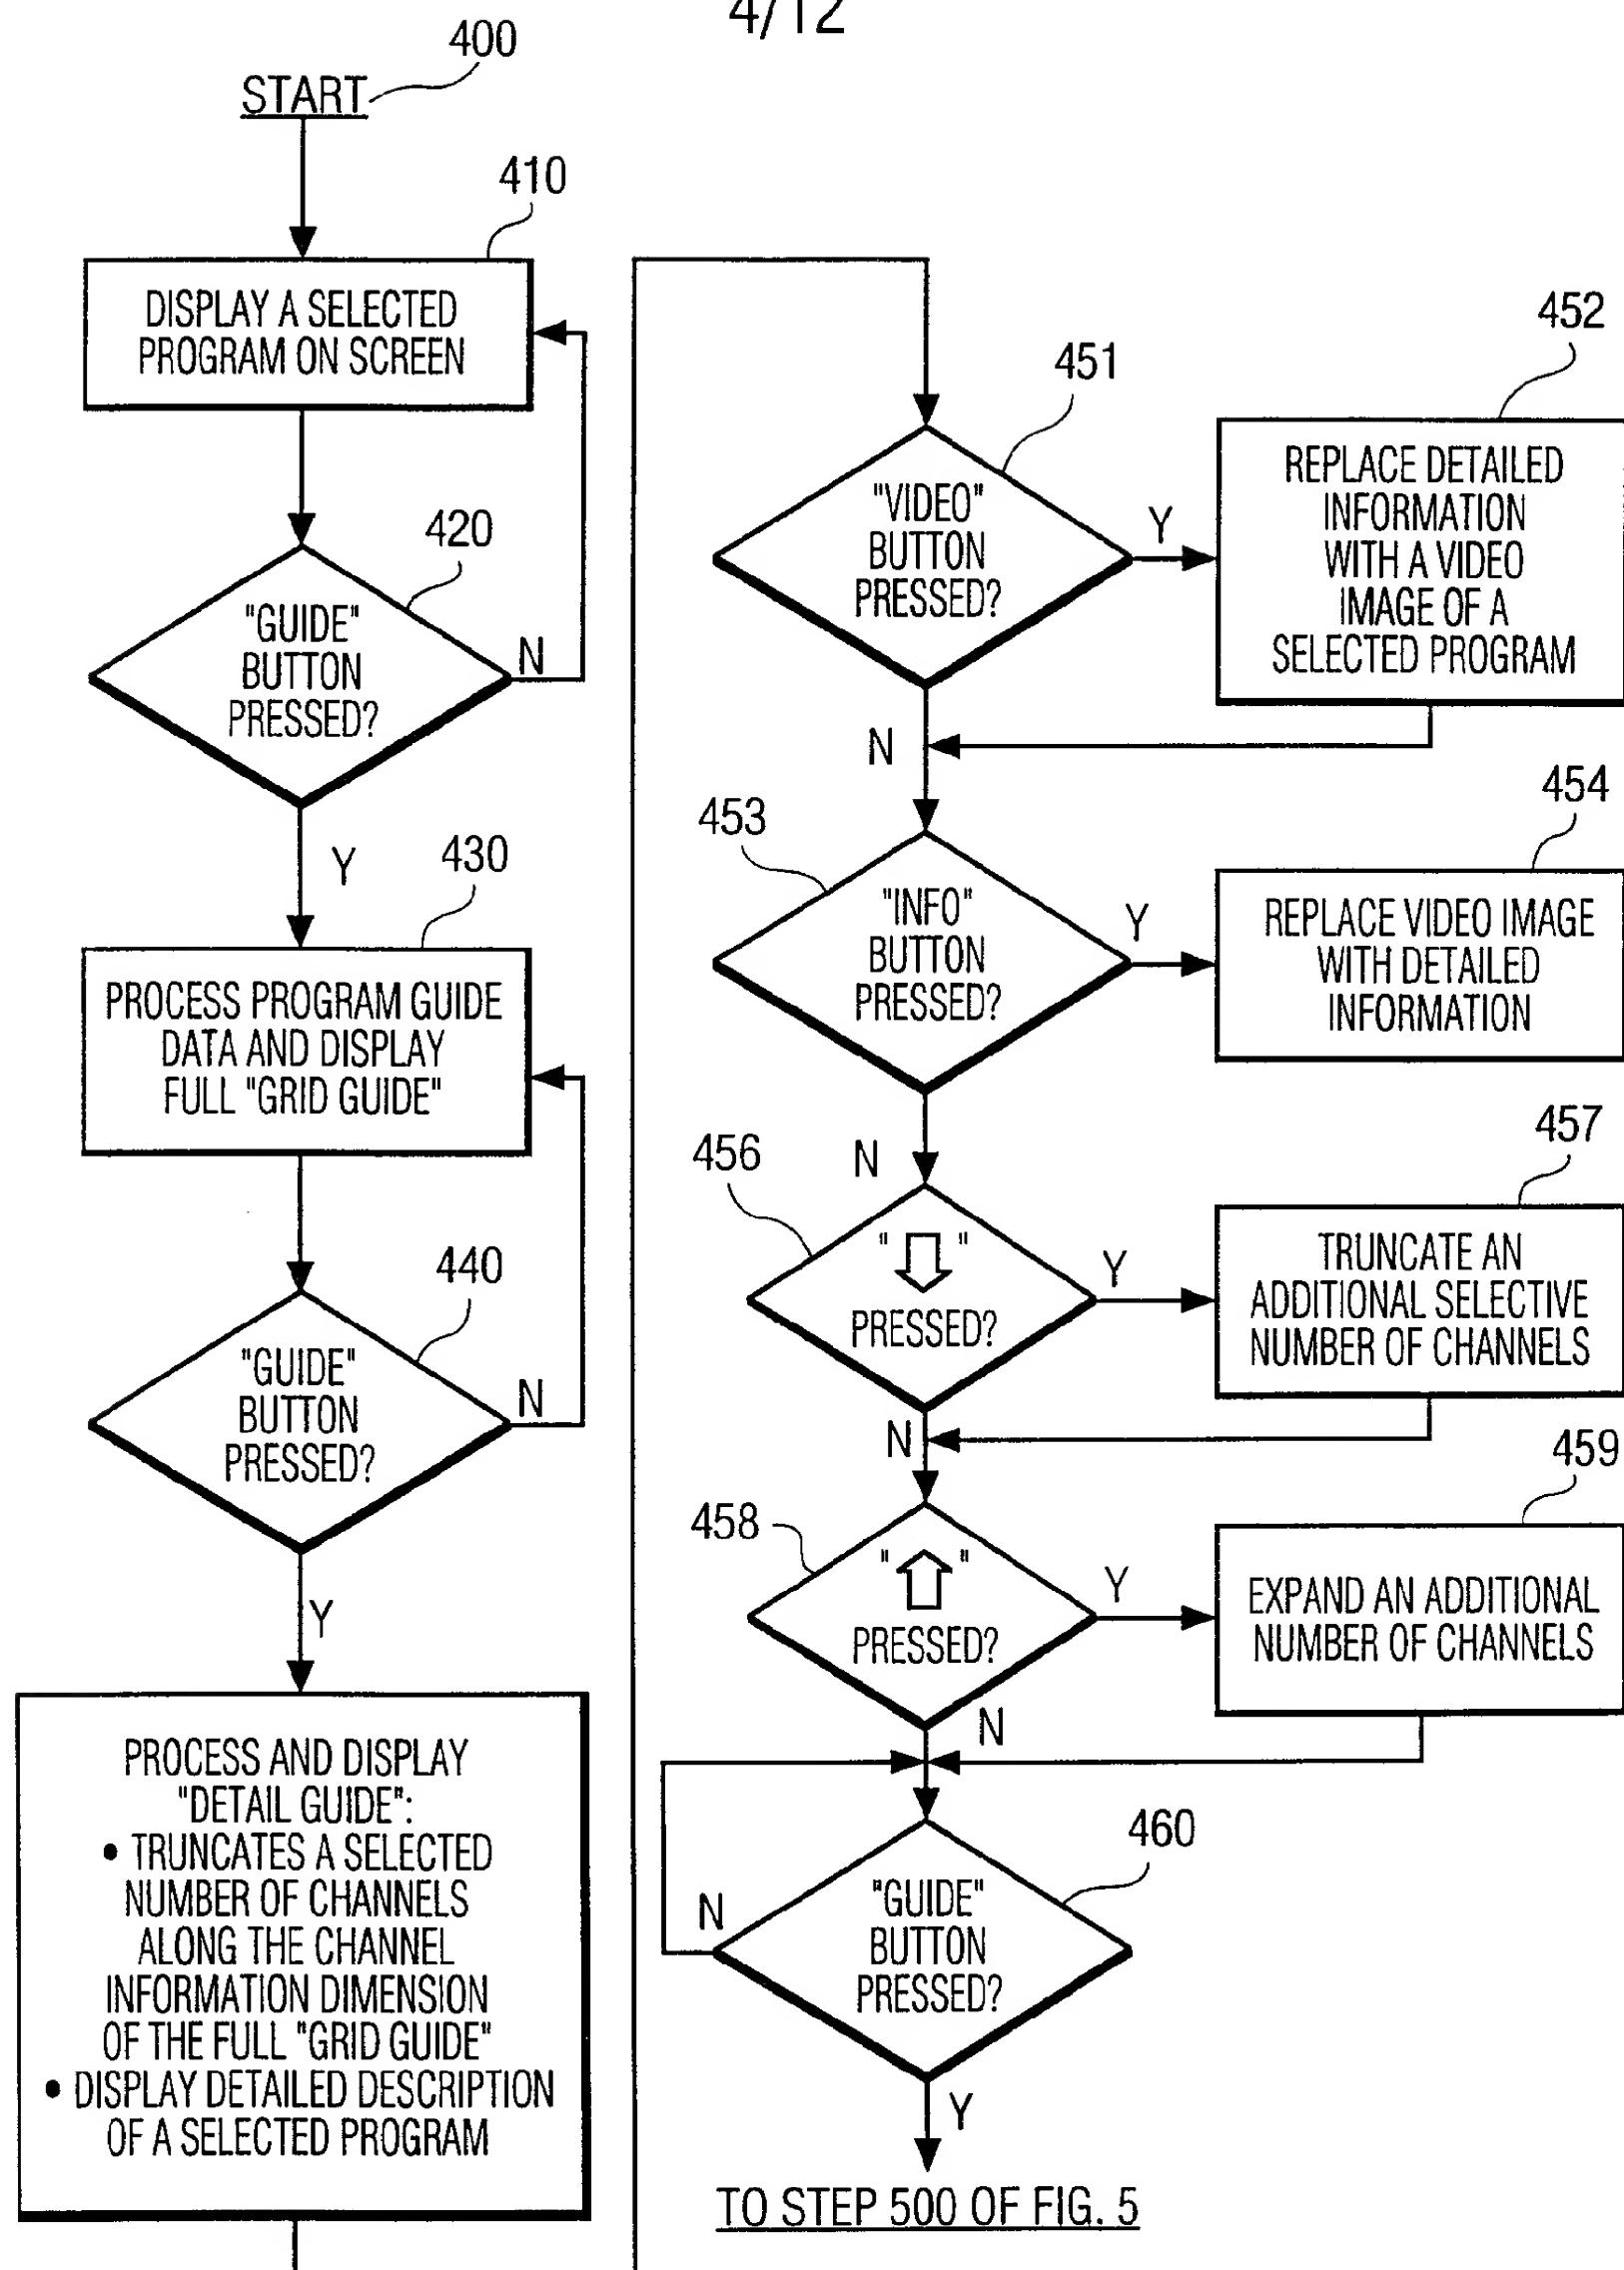 4/12
400
START
410
DISPLAY A SELECTED
PROGRAM ON SCREEN
420
"GUIDE"
BUTTON
PRESSED?
N
Y
430
PROCESS PROGRAM GUIDE
DATA AND DISPLAY
FULL "GRID GUIDE"
440
"GUIDE"
BUTTON
PRESSED?
N
Y
PROCESS AND DISPLAY
"DETAIL GUIDE":
• TRUNCATES A SELECTED
NUMBER OF CHANNELS
ALONG THE CHANNEL
INFORMATION DIMENSION
OF THE FULL "GRID GUIDE"
• DISPLAY DETAILED DESCRIPTION
OF A SELECTED PROGRAM
451
"VIDEO"
BUTTON
PRESSED?
Y
N
452
REPLACE DETAILED
INFORMATION
WITH A VIDEO
IMAGE OF A
SELECTED PROGRAM
453
"INFO"
BUTTON
PRESSED?
Y
N
454
REPLACE VIDEO IMAGE
WITH DETAILED
INFORMATION
456
"⇩"
PRESSED?
Y
N
457
TRUNCATE AN
ADDITIONAL SELECTIVE
NUMBER OF CHANNELS
458
"⇧"
PRESSED?
Y
N
459
EXPAND AN ADDITIONAL
NUMBER OF CHANNELS
460
"GUIDE"
BUTTON
PRESSED?
N
Y
TO STEP 500 OF FIG. 5